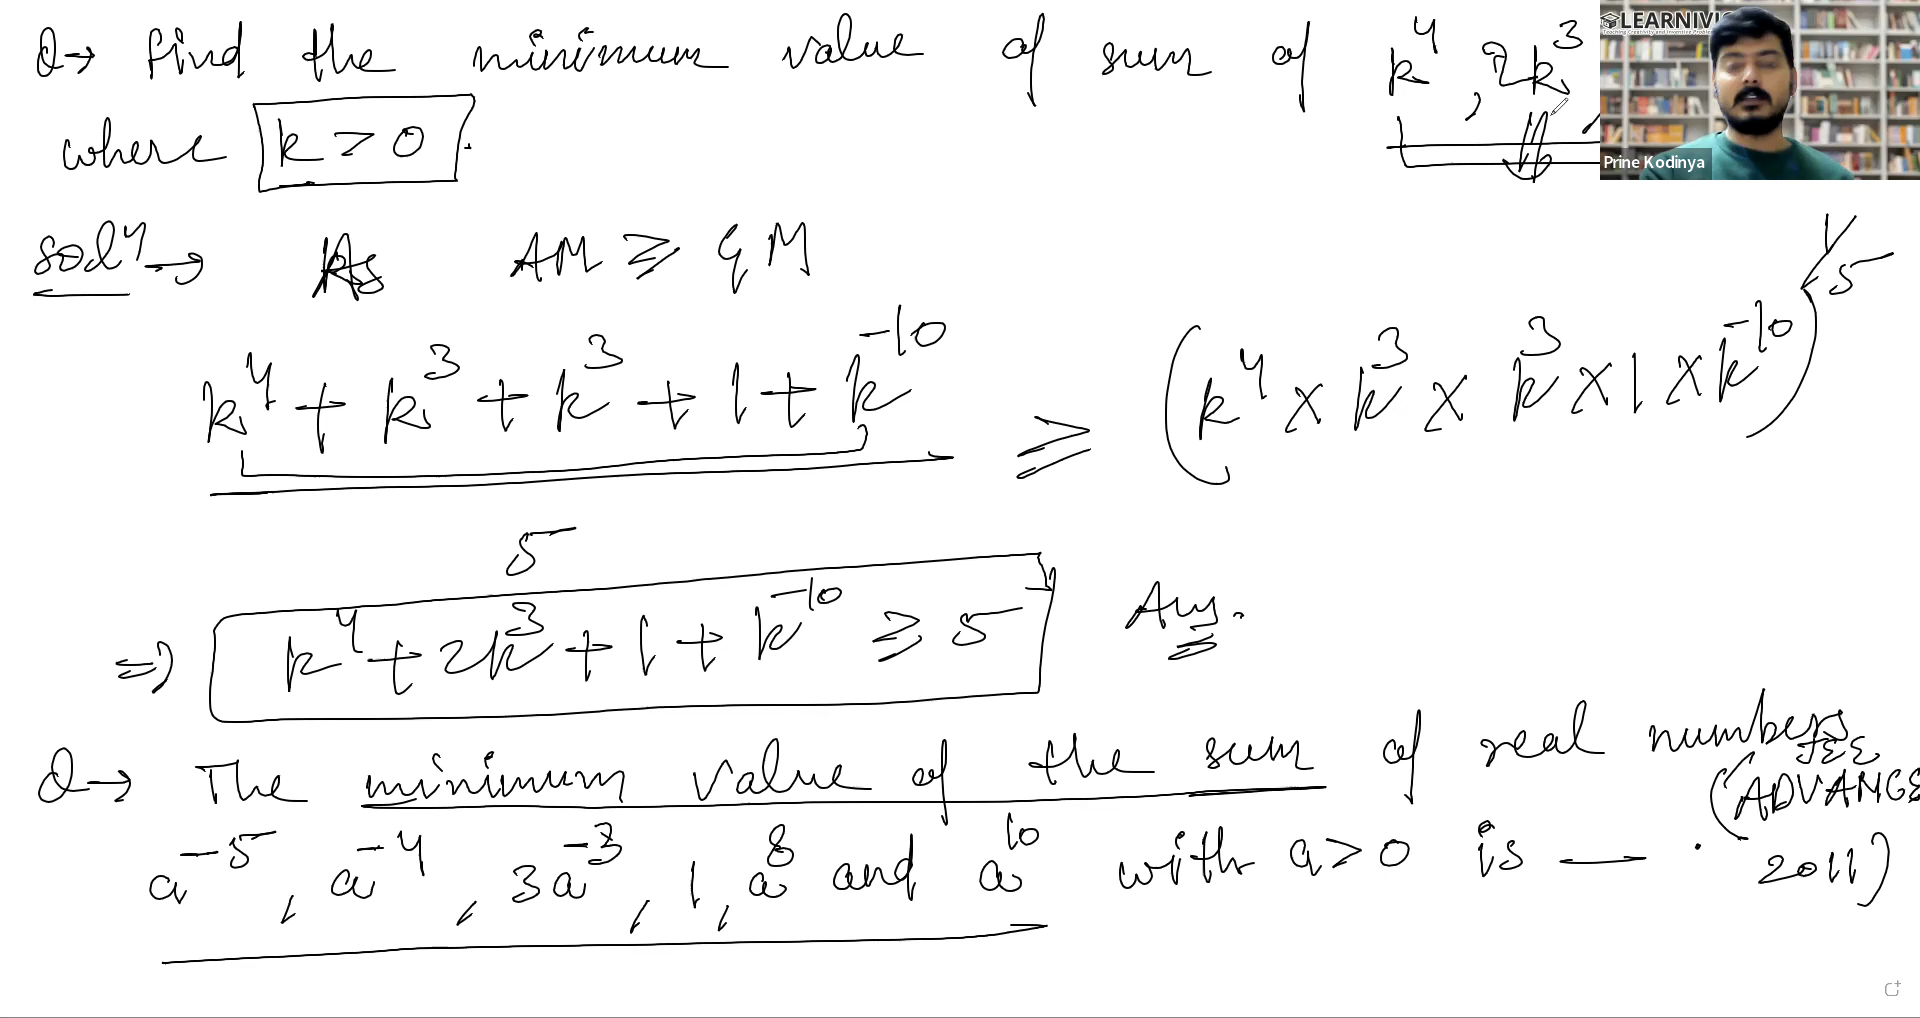 Q→ Find the minimum value of sum of k⁴, 2k³
where k > 0.
LEARNIVI
Prine Kodinya
solⁿ→ As AM ≥ GM
k⁴ + k³ + k³ + 1 + k⁻¹⁰ / 5 ≥ (k⁴ × k³ × k³ × 1 × k⁻¹⁰)^1/5
⇒ k⁴ + 2k³ + 1 + k⁻¹⁰ ≥ 5 Ans.
Q→ The minimum value of the sum of real numbers
a⁻⁵, a⁻⁴, 3a⁻³, 1, a⁸ and a¹⁰ with a > 0 is —.
(JEE
ADVANCE
2011)